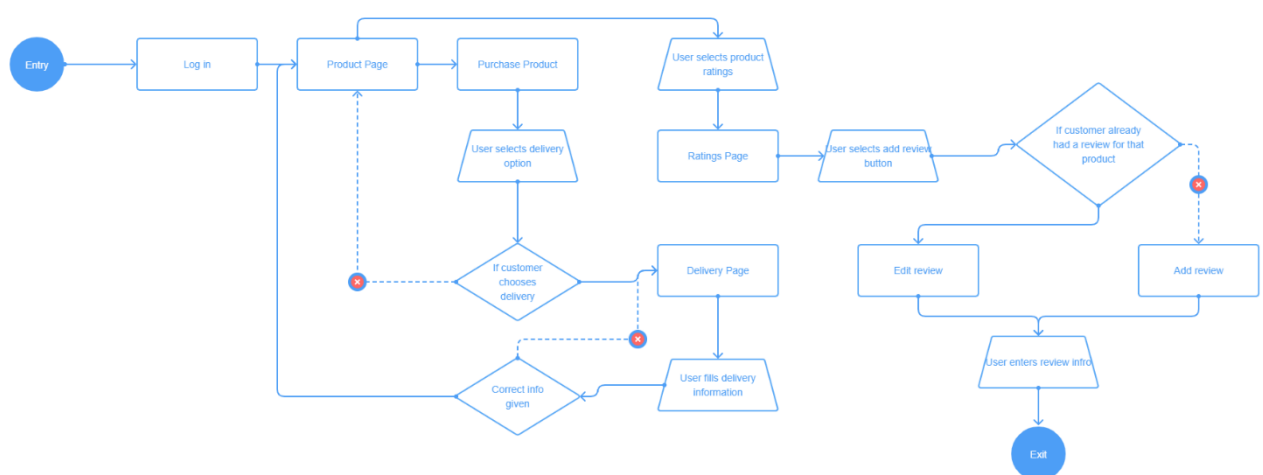 Entry
Log in
Product Page
Purchase Product
User selects product
ratings
User selects delivery
option
Ratings Page
User selects add review
button
If customer already
had a review for that
product
If customer
chooses
delivery
Delivery Page
Edit review
Add review
Correct info
given
User fills delivery
information
User enters review infro
Exit